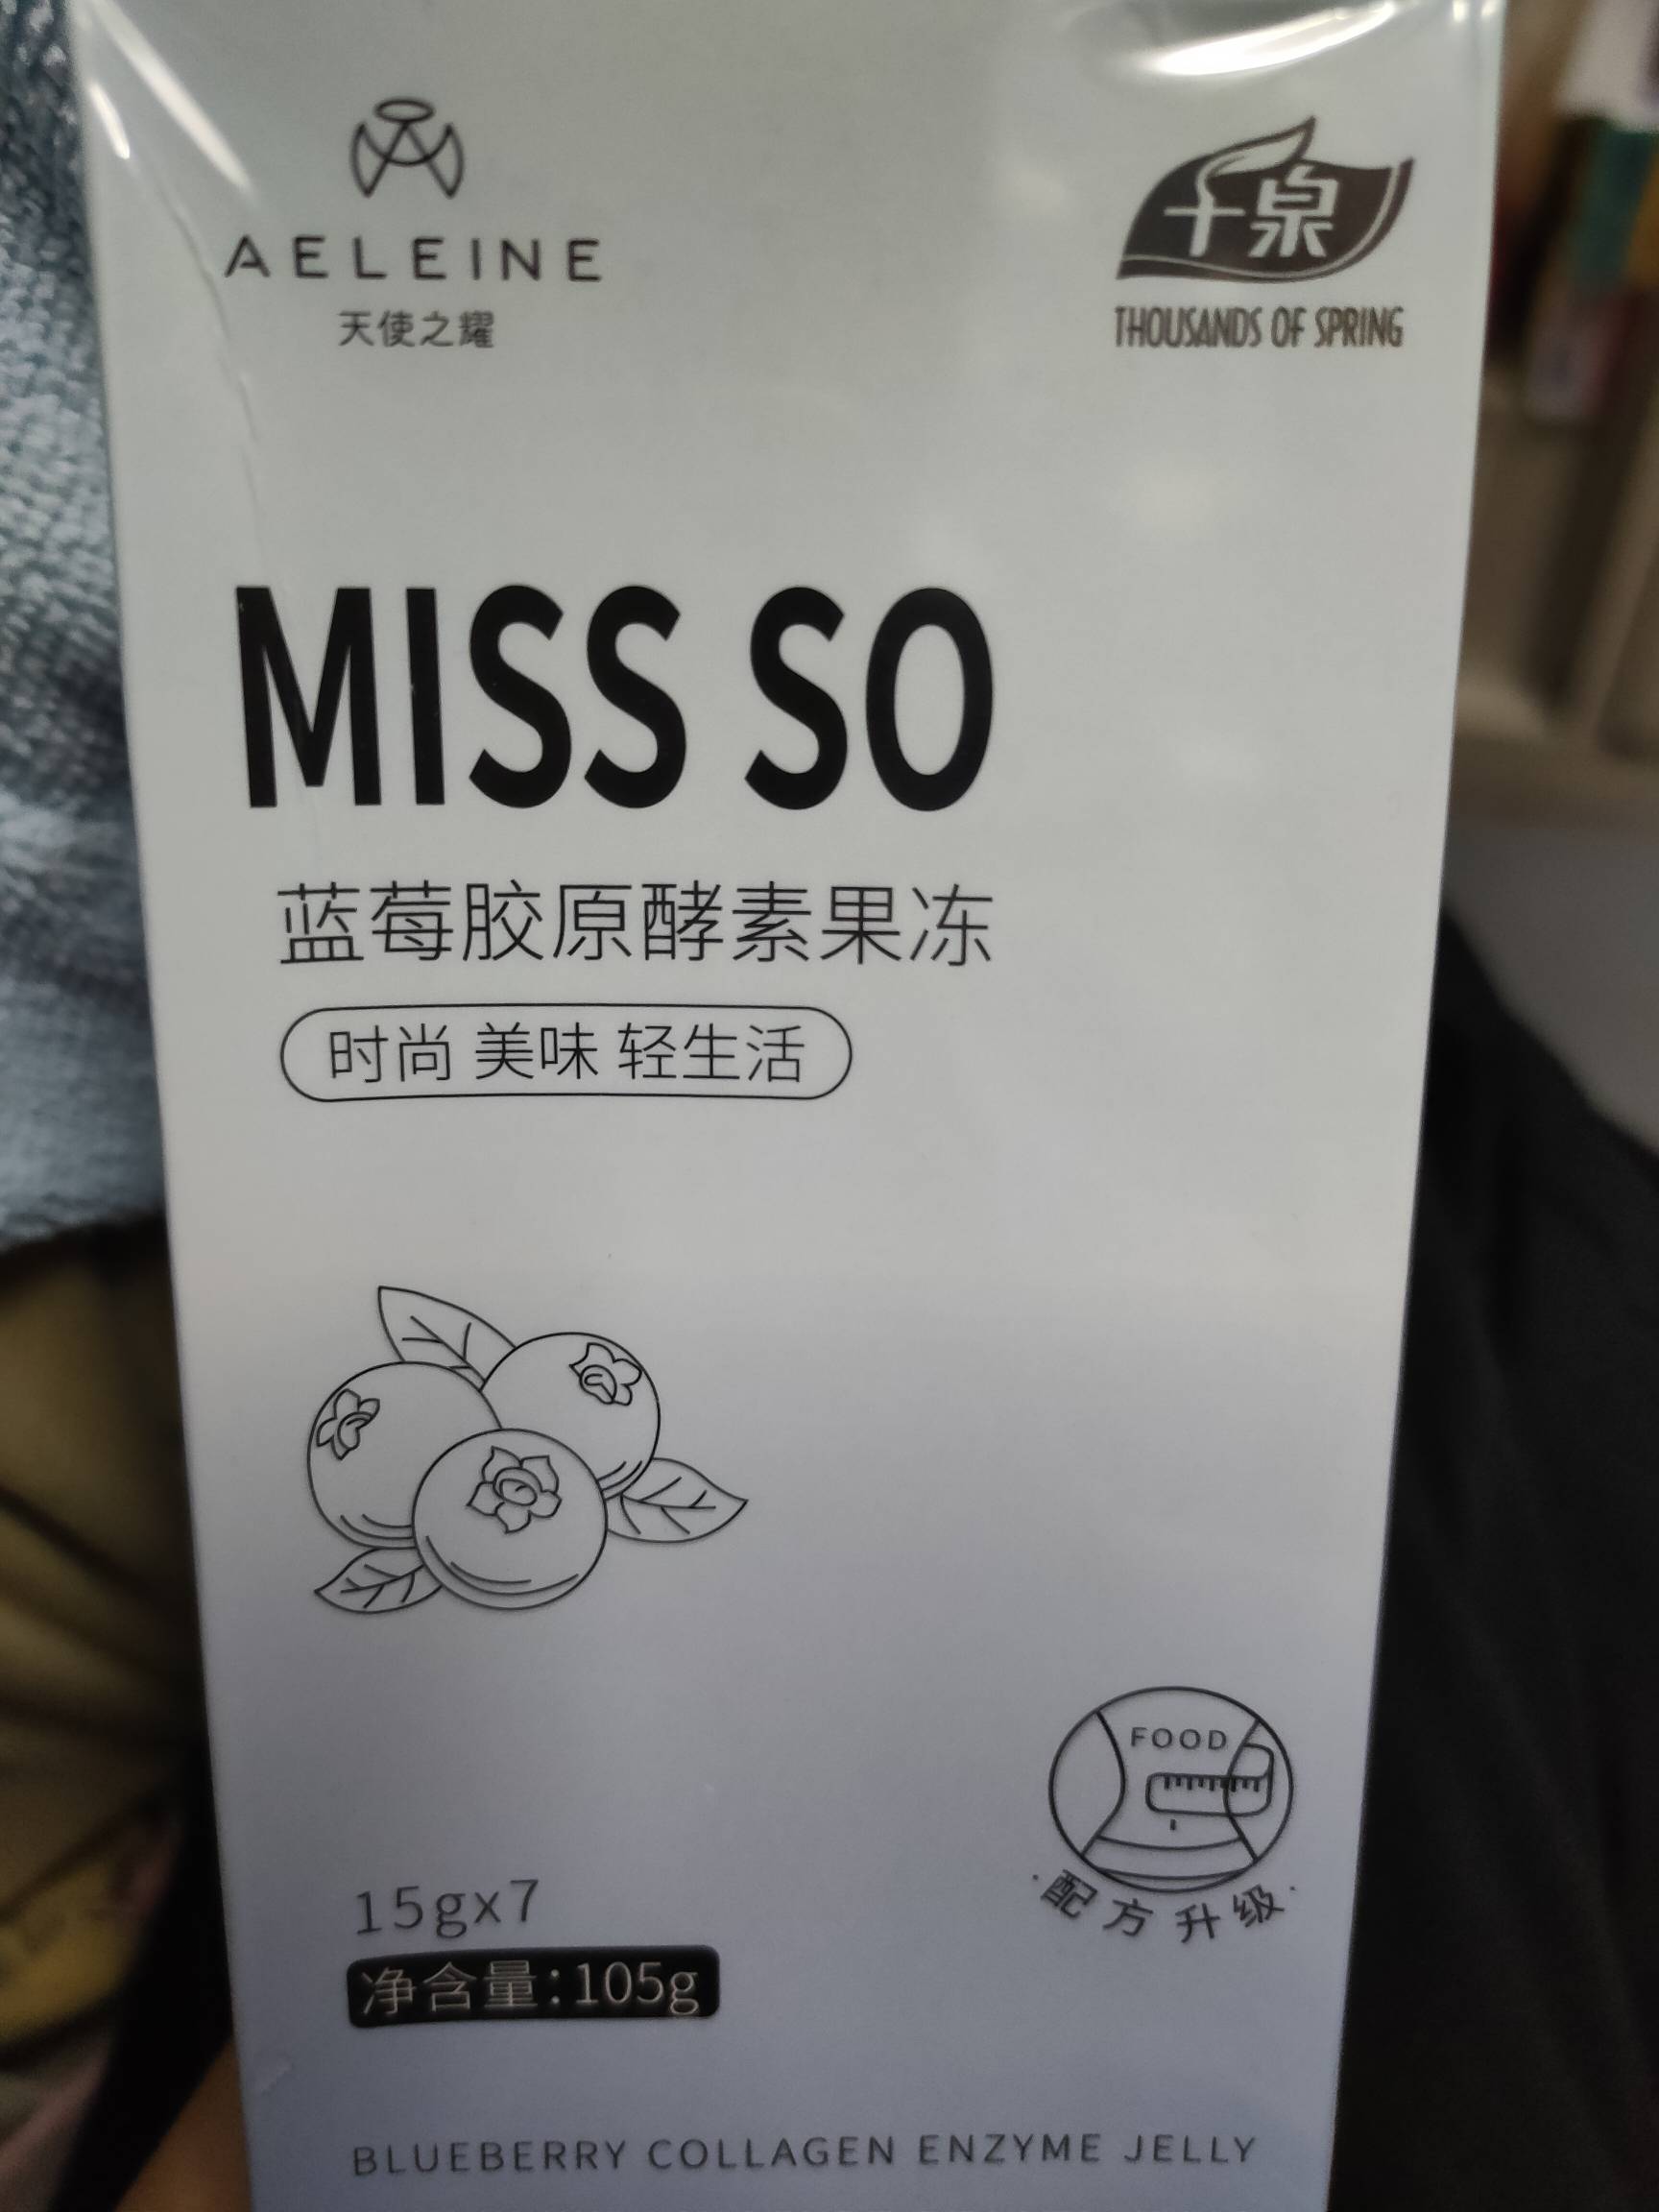 AELEINE
天使之耀
千泉
THOUSANDS OF SPRING
MISS SO
蓝莓胶原酵素果冻
时尚 美味 轻生活
FOOD
·配方升级·
15gx7
净含量:105g
BLUEBERRY COLLAGEN ENZYME JELLY